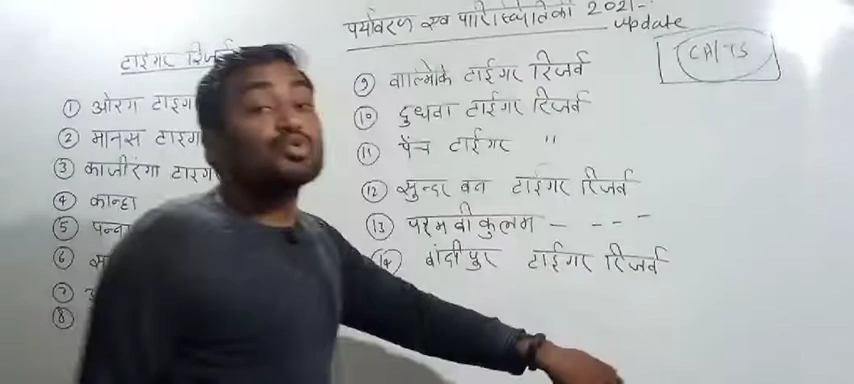 पर्यावरण एवं पारिस्थितिकी 2021-
update
टाईगर रिजर्व
① ओरंग टाइग
② मानस टाइग
③ काजीरंगा टाइग
④ कान्हा
⑤ पन्ना
⑥
⑦
⑧
⑨ वाल्मीके टाईगर रिजर्व
⑩ दुधवा टाईगर रिजर्व
⑪ पेंच टाईगर "
⑫ सुन्दर वन टाईगर रिजर्व
⑬ परमबीकुलम - - - -
⑭ बांदीपुर टाईगर रिजर्व
CA/TS